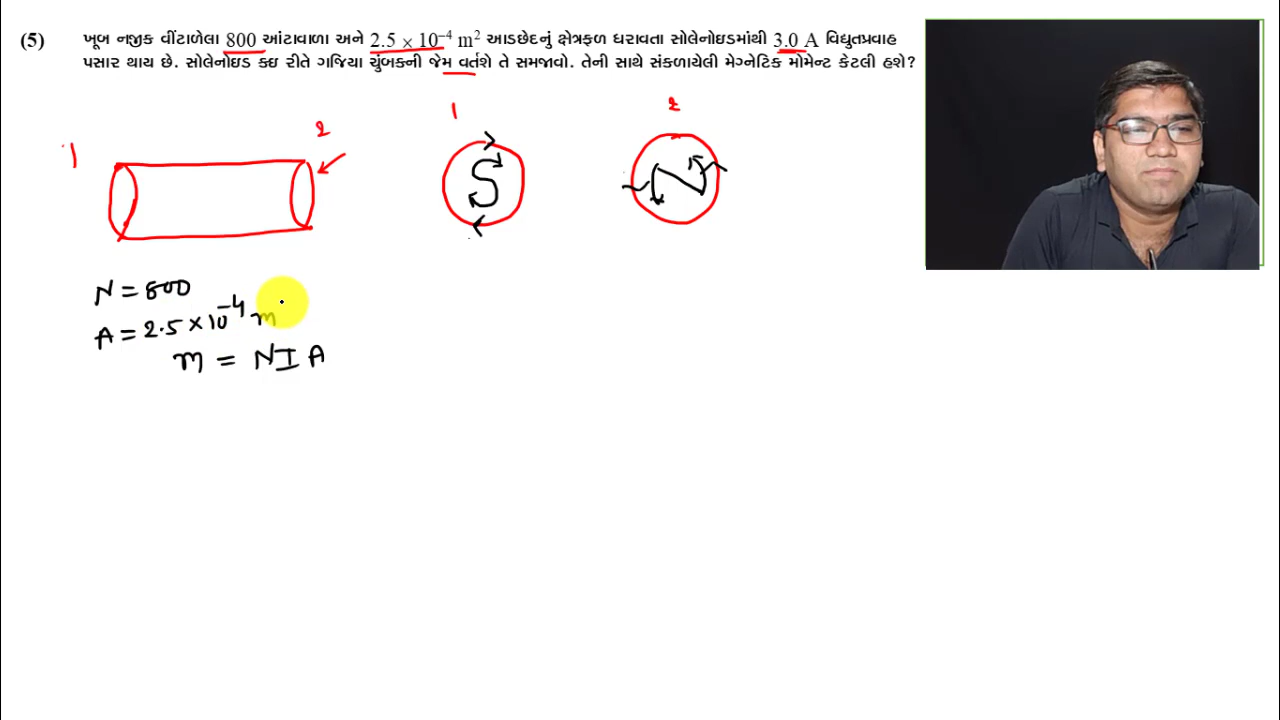 (5) ખૂબ નજીક વીંટાળેલા 800 આંટાવાળા અને 2.5 × 10⁻⁴ m² આડછેદનું ક્ષેત્રફળ ધરાવતા સોલેનોઇડમાંથી 3.0 A વિદ્યુતપ્રવાહ
પસાર થાય છે. સોલેનોઇડ કઇ રીતે ગજિયા ચુંબકની જેમ વર્તશે તે સમજાવો. તેની સાથે સંકળાયેલી મેગ્નેટિક મોમેન્ટ કેટલી હશે?
1 2 1 2
S N
N = 800
A = 2.5 × 10⁻⁴ m
m = NIA